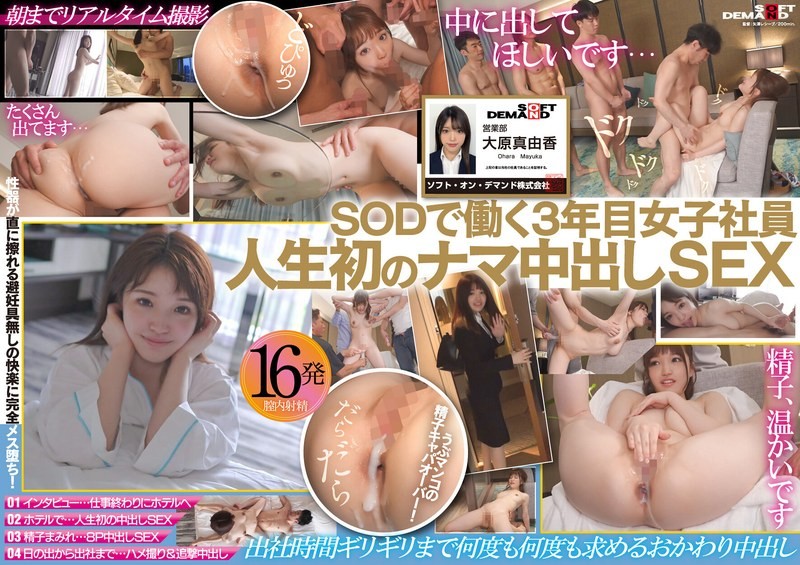 朝までリアルタイム撮影
どぴゅっ
中に出して
ほしいです…
SOFT
ON
DEMAND
たくさん
出てます…
SOFT
ON
DEMAND
営業部
大原真由香
Ohara Mayuka
ソフト・オン・デマンド株式会社
ドクッ
ドクッ
ドク
ドク
ドク
SODで働く3年目女子社員
人生初のナマ中出しSEX
性器が直に擦れる避妊具無しの快楽に完全メス堕ち!
16発
膣内射精
だらだら
うぶマンコの
精子キャパオーバー!
精子、温かいです
01 インタビュー…仕事終わりにホテルへ
02 ホテルで…人生初の中出しSEX
03 精子まみれ…8P中出しSEX
04 日の出から出社まで…ハメ撮り&追撃中出し
出社時間ギリギリまで何度も何度も求めるおかわり中出し